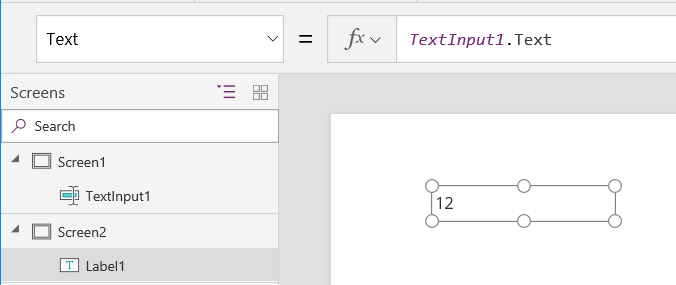 Text = fx TextInput1.Text
Screens
Search
Screen1
TextInput1
12
Screen2
T Label1